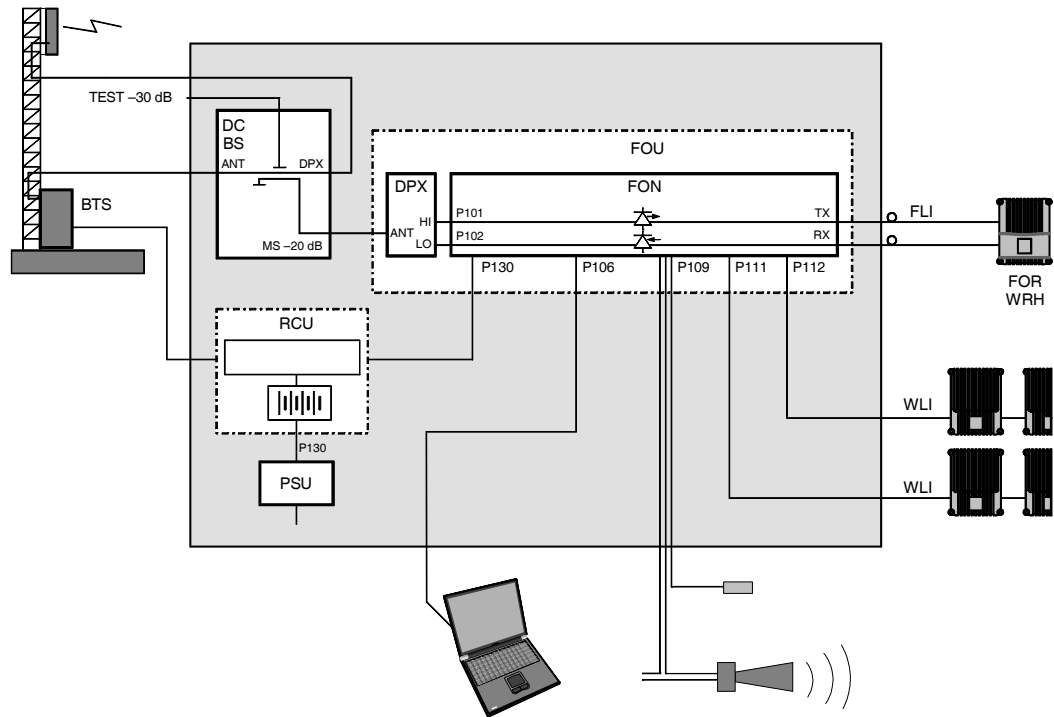 TEST –30 dB
DC
BS
ANT
DPX
MS –20 dB
BTS
FOU
DPX
HI
ANT
LO
FON
P101
TX
P102
RX
FLI
P130
P106
P109
P111
P112
FOR
WRH
RCU
P130
PSU
WLI
WLI